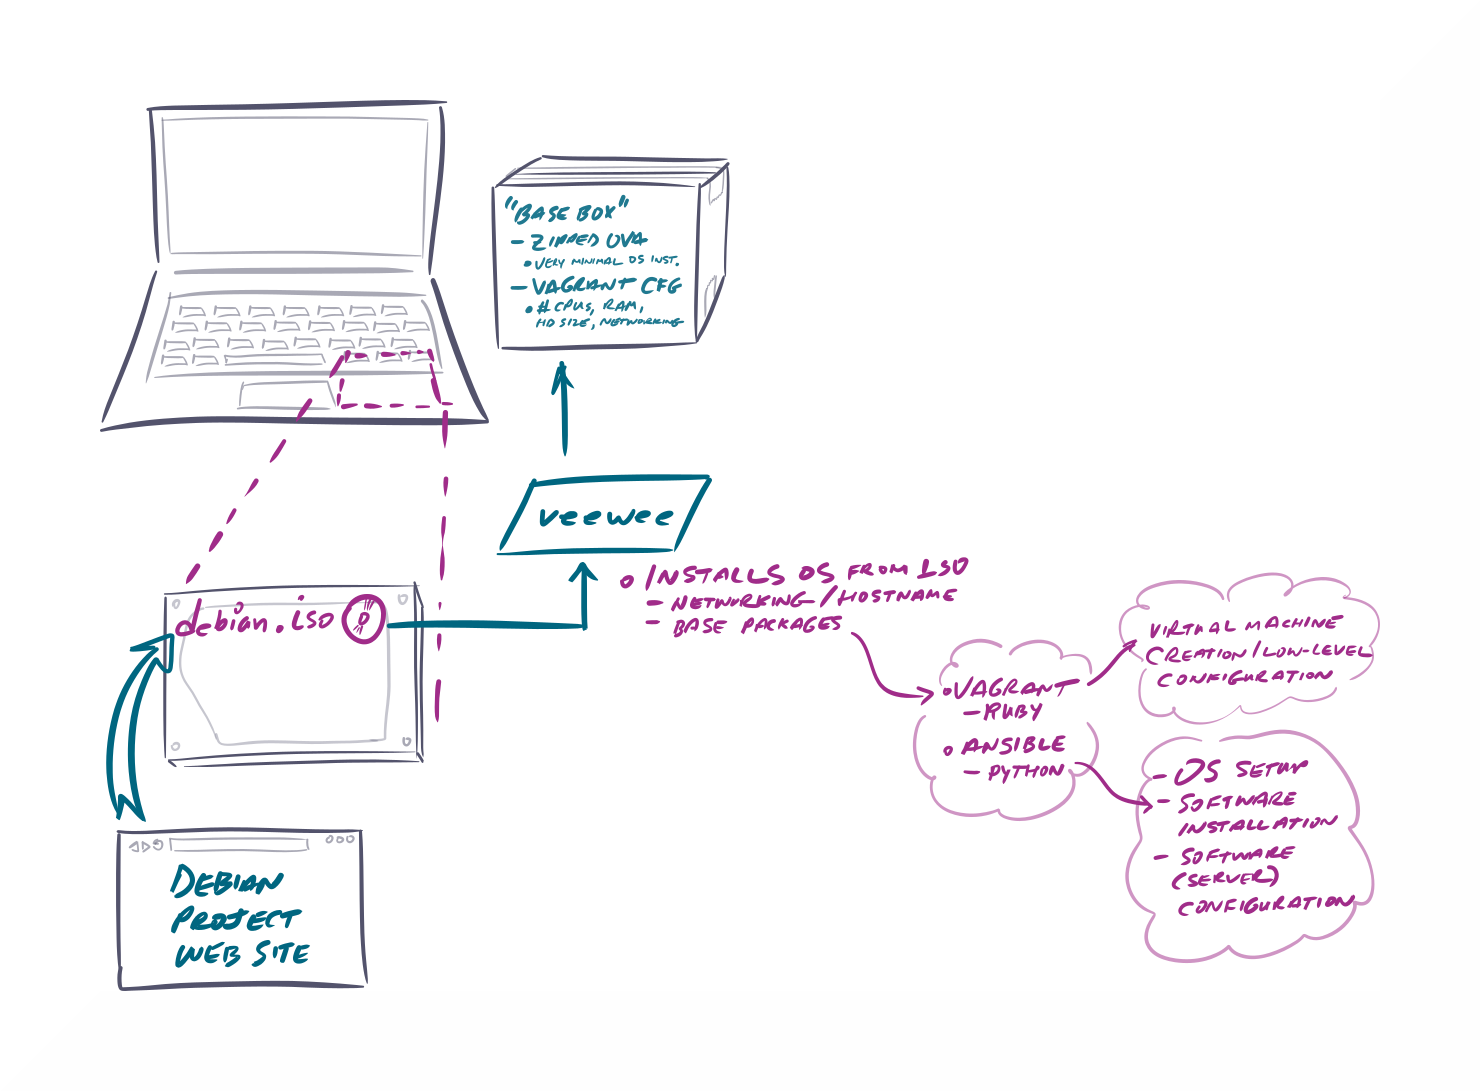 "BASE BOX"
- ZIPPED OVA
• VERY MINIMAL OS INST.
- VAGRANT CFG
• # CPUS, RAM,
HD SIZE, NETWORKING
veewee
debian.iso
• INSTALLS OS FROM ISO
- NETWORKING/HOSTNAME
- BASE PACKAGES
• VAGRANT
- RUBY
• ANSIBLE
- PYTHON
VIRTUAL MACHINE
CREATION/LOW-LEVEL
CONFIGURATION
- OS SETUP
- SOFTWARE
INSTALLATION
- SOFTWARE
(SERVER)
CONFIGURATION
DEBIAN
PROJECT
WEB SITE